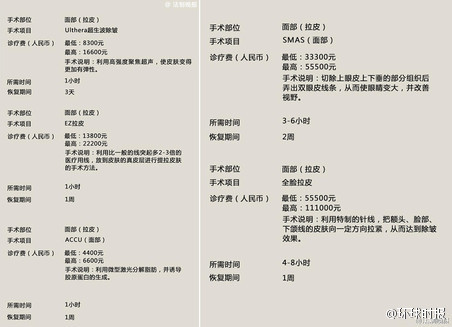 法制晚报
手术部位 面部（拉皮）
手术项目 Ulthera超生波除皱
诊疗费（人民币） 最低：8300元
最高：16600元
手术说明：利用高强度聚焦超声，使皮肤变得
更加有弹性。
所需时间 1小时
恢复期间 3天
手术部位 面部（拉皮）
手术项目 EZ拉皮
诊疗费（人民币） 最低：13800元
最高：22200元
手术说明：利用比一般的线突起多2-3倍的
医疗用线，放到皮肤的真皮层进行提拉皮肤
的手术方法。
所需时间 1小时
恢复期间 1周
手术部位 面部（拉皮）
手术项目 ACCU（面部）
诊疗费（人民币） 最低：4400元
最高：6600元
手术说明：利用微型激光分解脂肪，并诱导
胶原蛋白的生成。
所需时间 1小时
恢复期间 1周
手术部位 面部（拉皮）
手术项目 SMAS（面部）
诊疗费（人民币） 最低：33300元
最高：55500元
手术说明：切除上眼皮上下垂的部分组织后
弄出双眼皮线条，从而使眼睛变大，并改善
视野。
所需时间 3-6小时
恢复期间 2周
手术部位 面部（拉皮）
手术项目 全脸拉皮
诊疗费（人民币） 最低：55500元
最高：111000元
手术说明：利用特制的针线，把额头、脸部、
下颌线的皮肤向一定方向拉紧，从而达到除皱
效果。
所需时间 4-8小时
恢复期间 1周
@环球时报